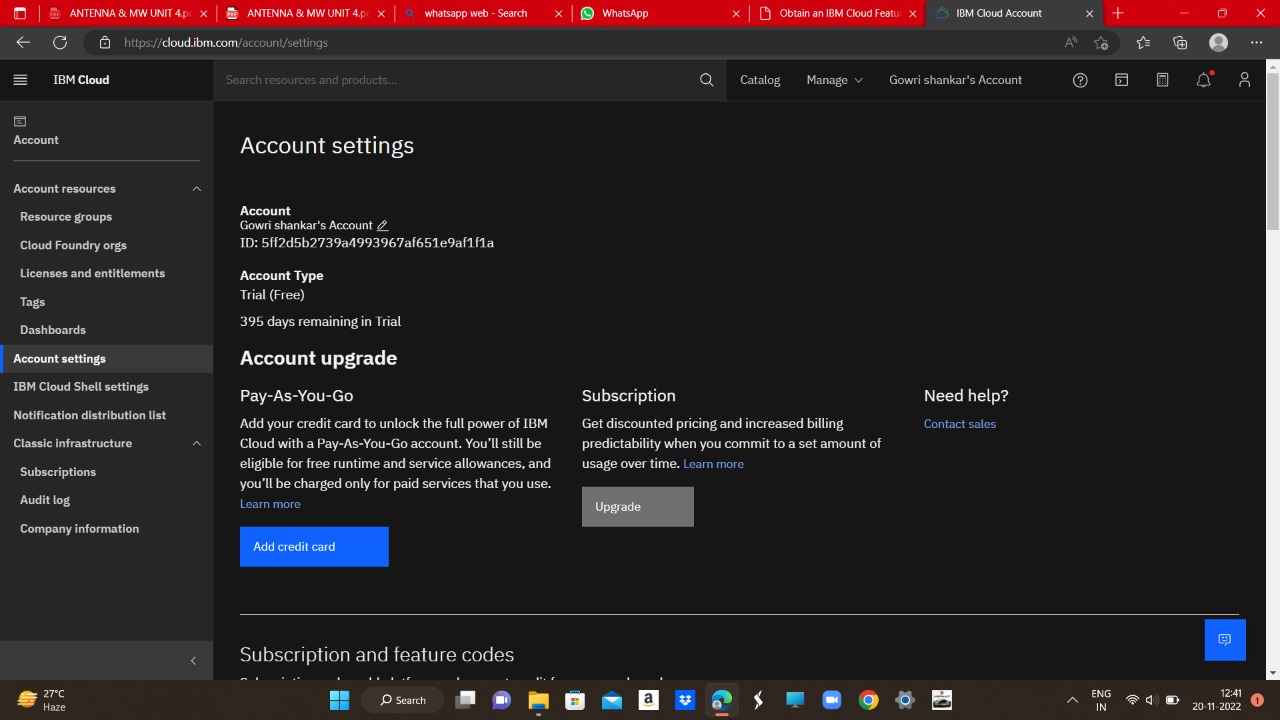 ANTENNA & MW UNIT 4.p
ANTENNA & MW UNIT 4.p
whatsapp web - Search
WhatsApp
Obtain an IBM Cloud Featu
IBM Cloud Account
https://cloud.ibm.com/account/settings
IBM Cloud
Search resources and products...
Catalog
Manage
Gowri shankar's Account
Account
Account resources
Resource groups
Cloud Foundry orgs
Licenses and entitlements
Tags
Dashboards
Account settings
IBM Cloud Shell settings
Notification distribution list
Classic infrastructure
Subscriptions
Audit log
Company information
Account settings
Account
Gowri shankar's Account
ID: 5ff2d5b2739a4993967af651e9af1f1a
Account Type
Trial (Free)
395 days remaining in Trial
Account upgrade
Pay-As-You-Go
Add your credit card to unlock the full power of IBM
Cloud with a Pay-As-You-Go account. You’ll still be
eligible for free runtime and service allowances, and
you’ll be charged only for paid services that you use.
Learn more
Add credit card
Subscription
Get discounted pricing and increased billing
predictability when you commit to a set amount of
usage over time. Learn more
Upgrade
Need help?
Contact sales
Subscription and feature codes
27°C
Haze
Search
ENG
IN
12:41
20-11-2022
1